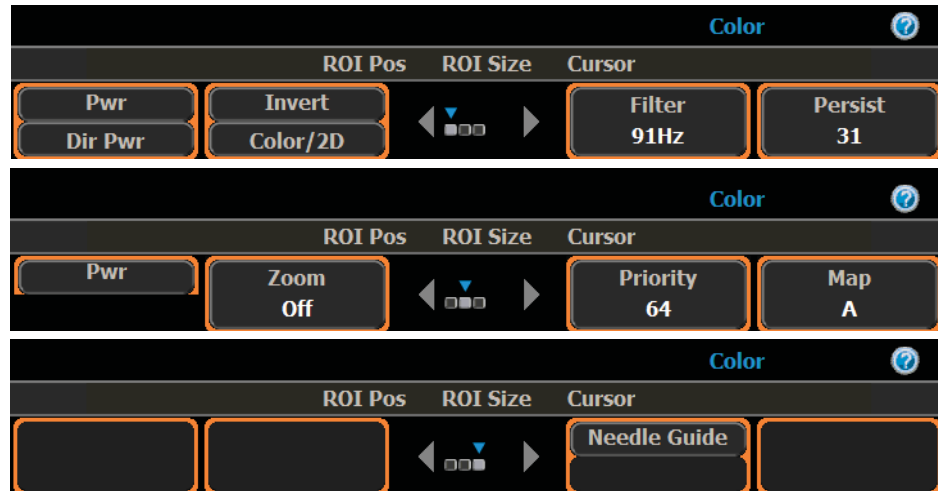 Color
ROI Pos ROI Size Cursor
Pwr Invert Filter Persist
Dir Pwr Color/2D 91Hz 31
Color
ROI Pos ROI Size Cursor
Pwr Zoom Priority Map
Off 64 A
Color
ROI Pos ROI Size Cursor
Needle Guide